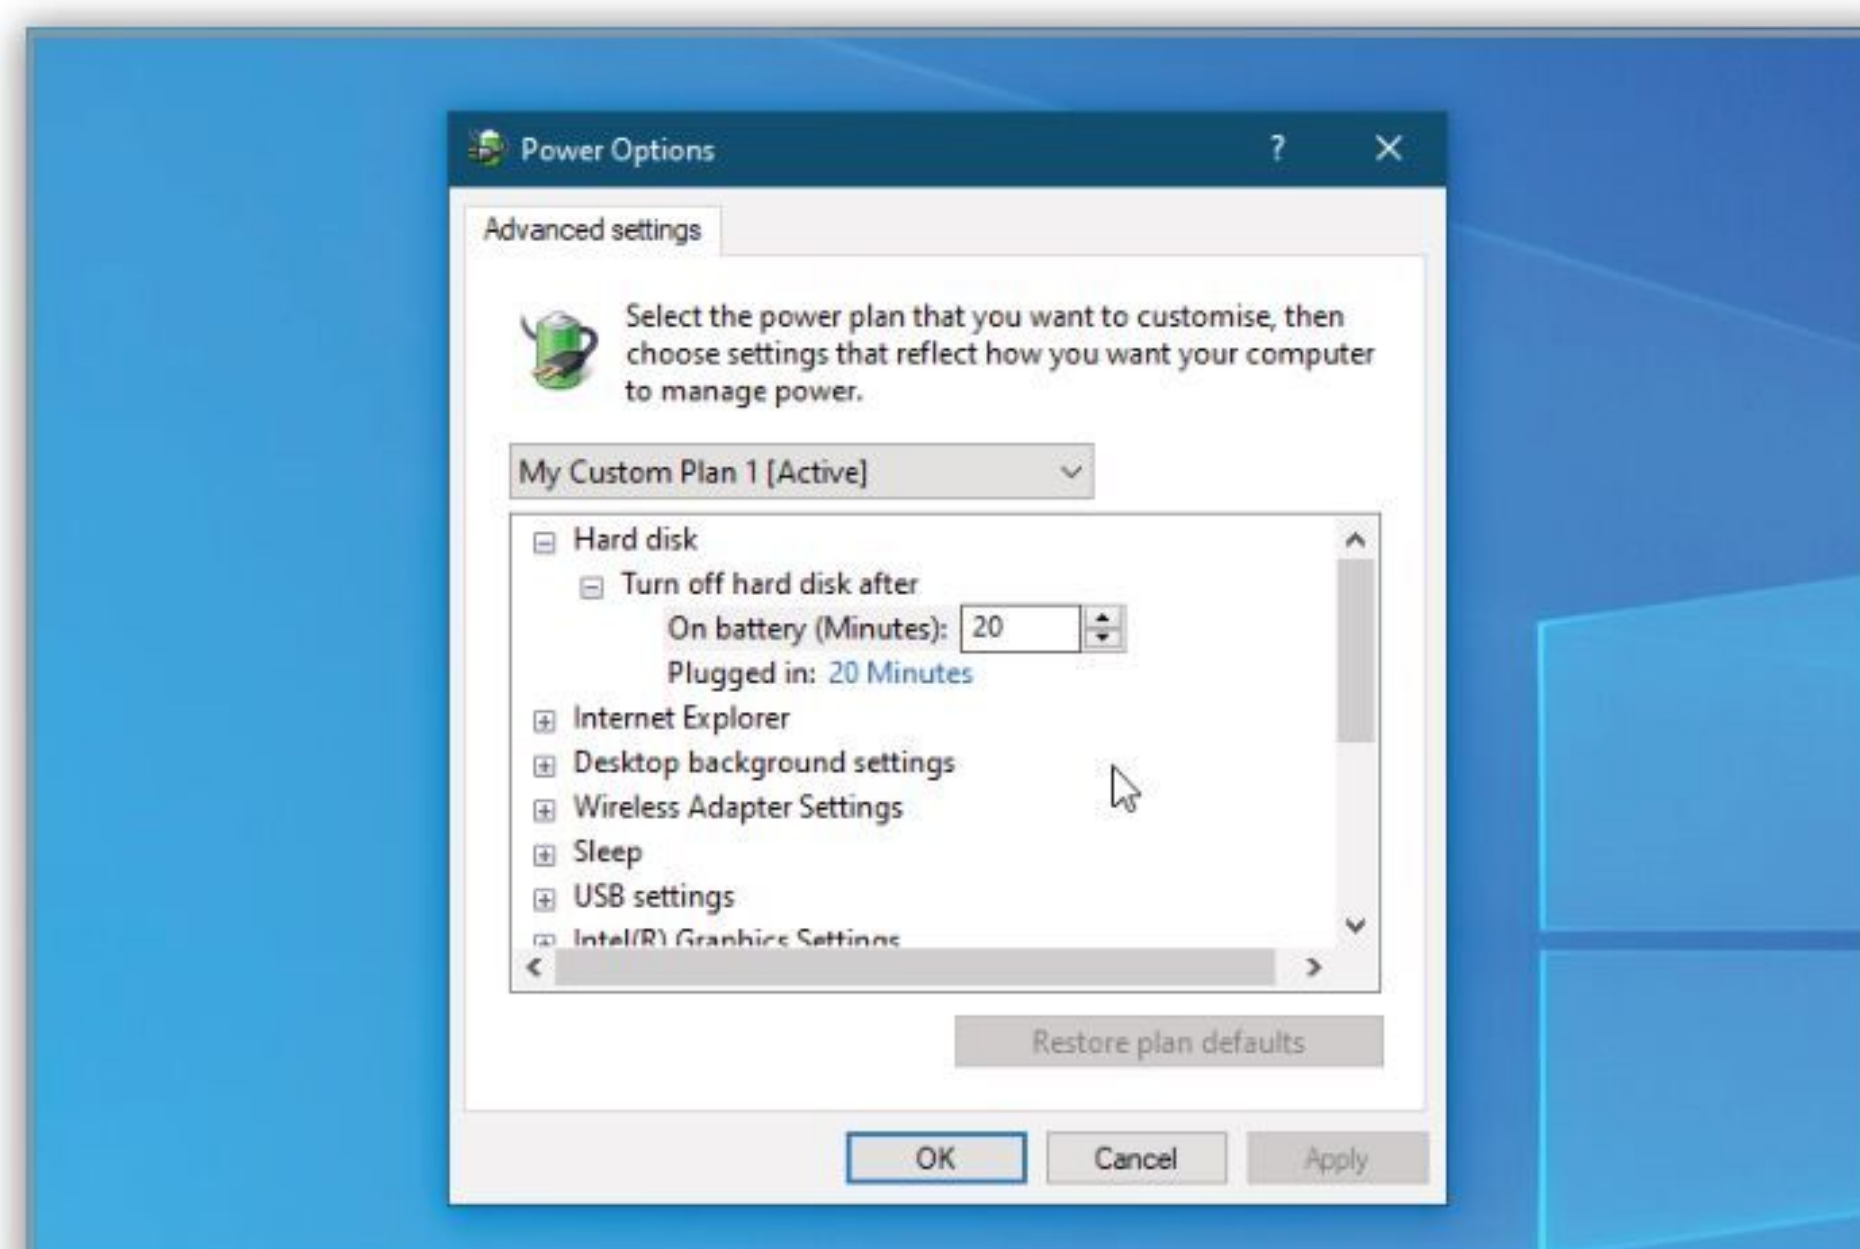 Power Options
?
Advanced settings
Select the power plan that you want to customise, then
choose settings that reflect how you want your computer
to manage power.
My Custom Plan 1 [Active]
Hard disk
Turn off hard disk after
On battery (Minutes): 20
Plugged in: 20 Minutes
Internet Explorer
Desktop background settings
Wireless Adapter Settings
Sleep
USB settings
Intel(R) Graphics Settings
Restore plan defaults
OK Cancel Apply